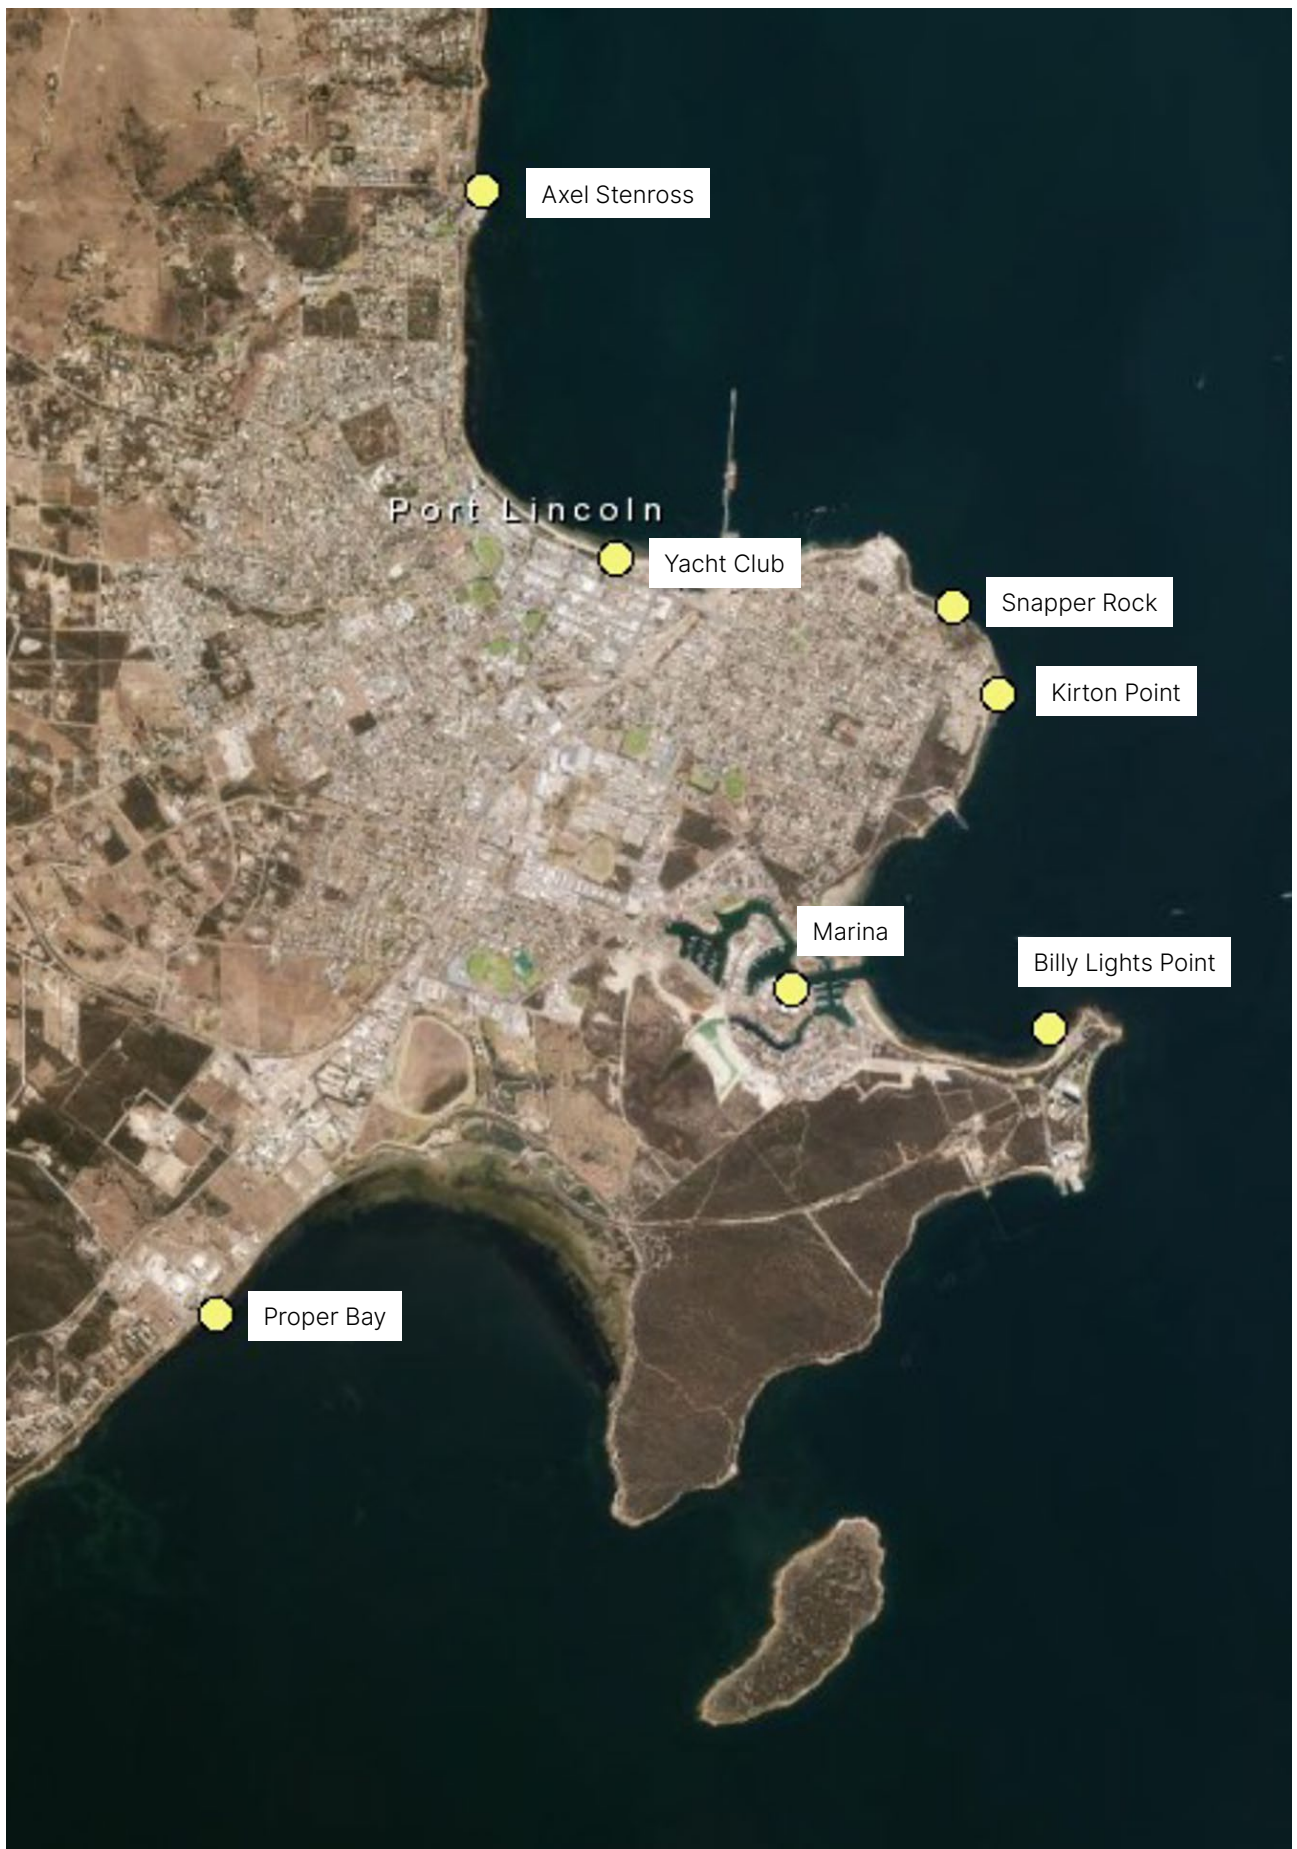 Axel Stenross
Port Lincoln
Yacht Club
Snapper Rock
Kirton Point
Marina
Billy Lights Point
Proper Bay